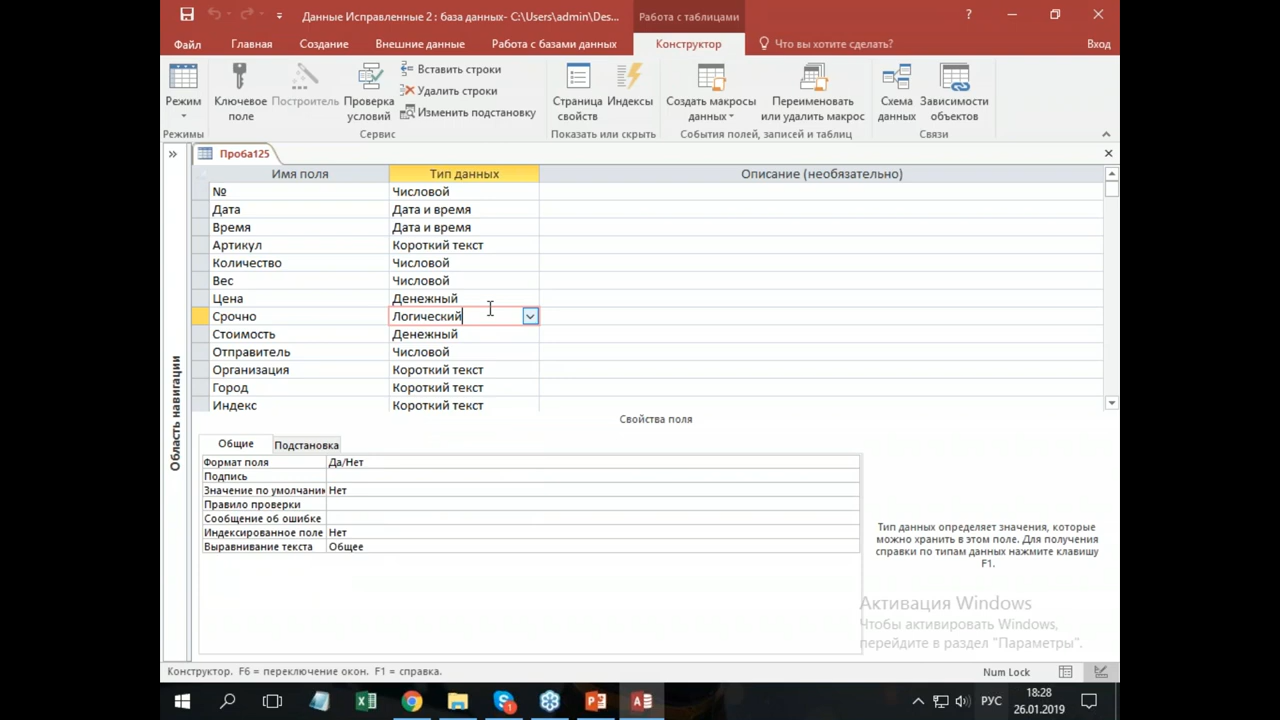 Данные Исправленные 2 : база данных- C:\Users\admin\Des...
Работа с таблицами
?
Файл
Главная
Создание
Внешние данные
Работа с базами данных
Конструктор
Что вы хотите сделать?
Вход
Режим
Ключевое поле
Построитель
Проверка условий
Вставить строки
Удалить строки
Изменить подстановку
Страница свойств
Индексы
Создать макросы данных
Переименовать или удалить макрос
Схема данных
Зависимости объектов
Режимы
Сервис
Показать или скрыть
События полей, записей и таблиц
Связи
Проба125
Имя поля Тип данных Описание (необязательно)
№ Числовой
Дата Дата и время
Время Дата и время
Артикул Короткий текст
Количество Числовой
Вес Числовой
Цена Денежный
Срочно Логический
Стоимость Денежный
Отправитель Числовой
Организация Короткий текст
Город Короткий текст
Индекс Короткий текст
Область навигации
Свойства поля
Общие Подстановка
Формат поля Да/Нет
Подпись
Значение по умолчанию Нет
Правило проверки
Сообщение об ошибке
Индексированное поле Нет
Выравнивание текста Общее
Тип данных определяет значения, которые
можно хранить в этом поле. Для получения
справки по типам данных нажмите клавишу
F1.
Активация Windows
Чтобы активировать Windows,
перейдите в раздел "Параметры".
Конструктор. F6 = переключение окон. F1 = справка.
Num Lock
РУС
18:28
26.01.2019